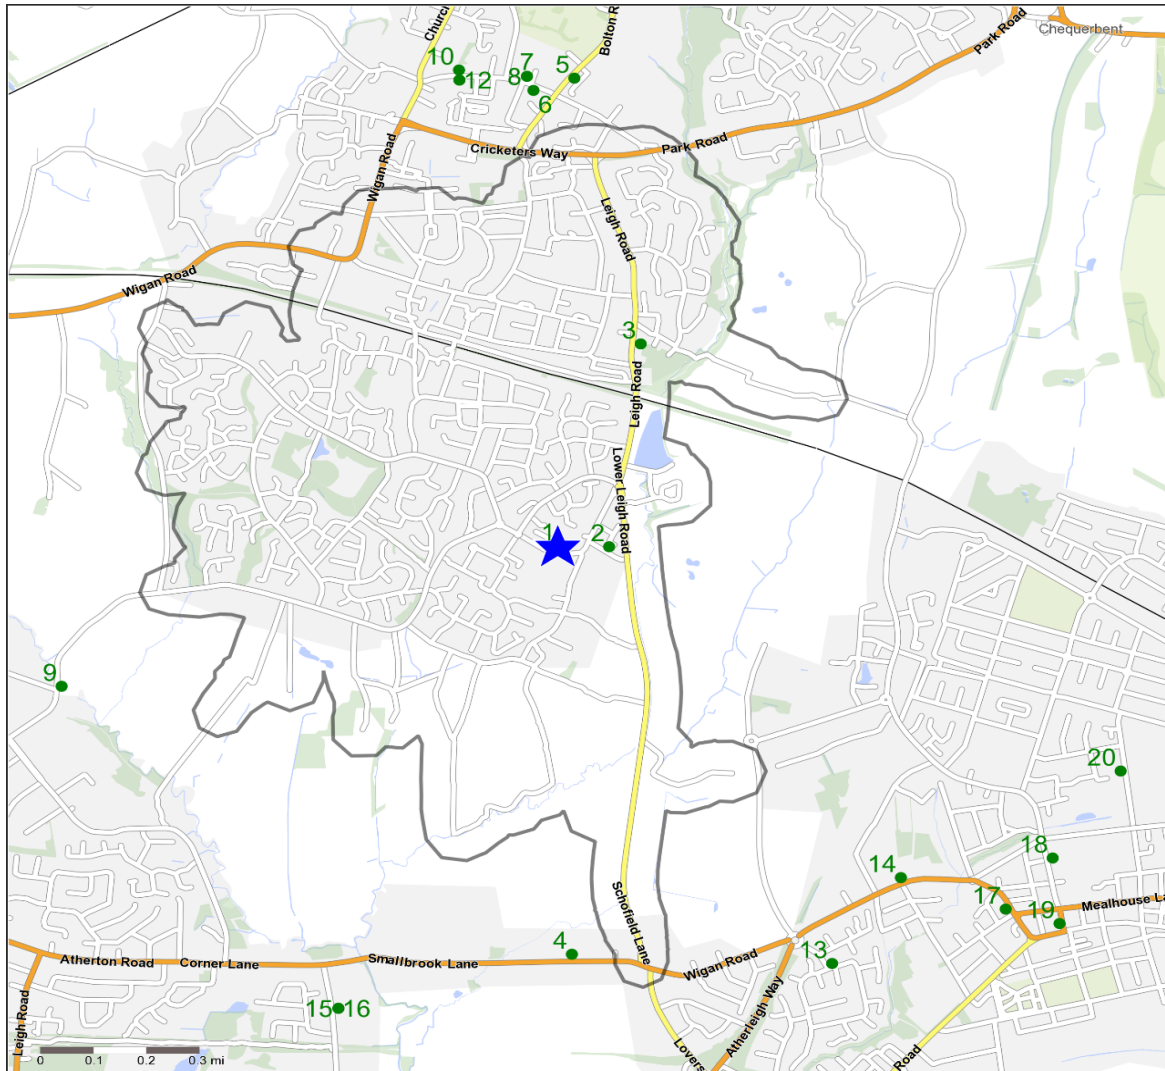 Church
Bolton R
Park Road
Chequerbent
10
12
7
8
5
6
Cricketers Way
Park Road
Wigan Road
Leigh Road
Wigan Road
3
Leigh Road
Lower Leigh Road
1
2
9
20
18
14
17
19
Mealhouse La
Schofield Lane
4
Wigan Road
13
Atherton Road
Corner Lane
Smallbrook Lane
Atherleigh Way
15
16
Leigh Road
Lovers
Road
0 0.1 0.2 0.3 mi